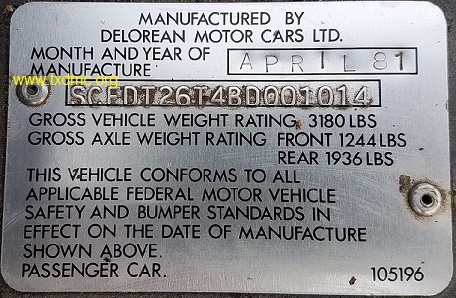 MANUFACTURED BY
DELOREAN MOTOR CARS LTD.
MONTH AND YEAR OF
MANUFACTURE APRIL 81
www.txdmc.org
SCEDT26T4BD001014
GROSS VEHICLE WEIGHT RATING 3180 LBS
GROSS AXLE WEIGHT RATING FRONT 1244 LBS
REAR 1936 LBS
THIS VEHICLE CONFORMS TO ALL
APPLICABLE FEDERAL MOTOR VEHICLE
SAFETY AND BUMPER STANDARDS IN
EFFECT ON THE DATE OF MANUFACTURE
SHOWN ABOVE.
PASSENGER CAR. 105196